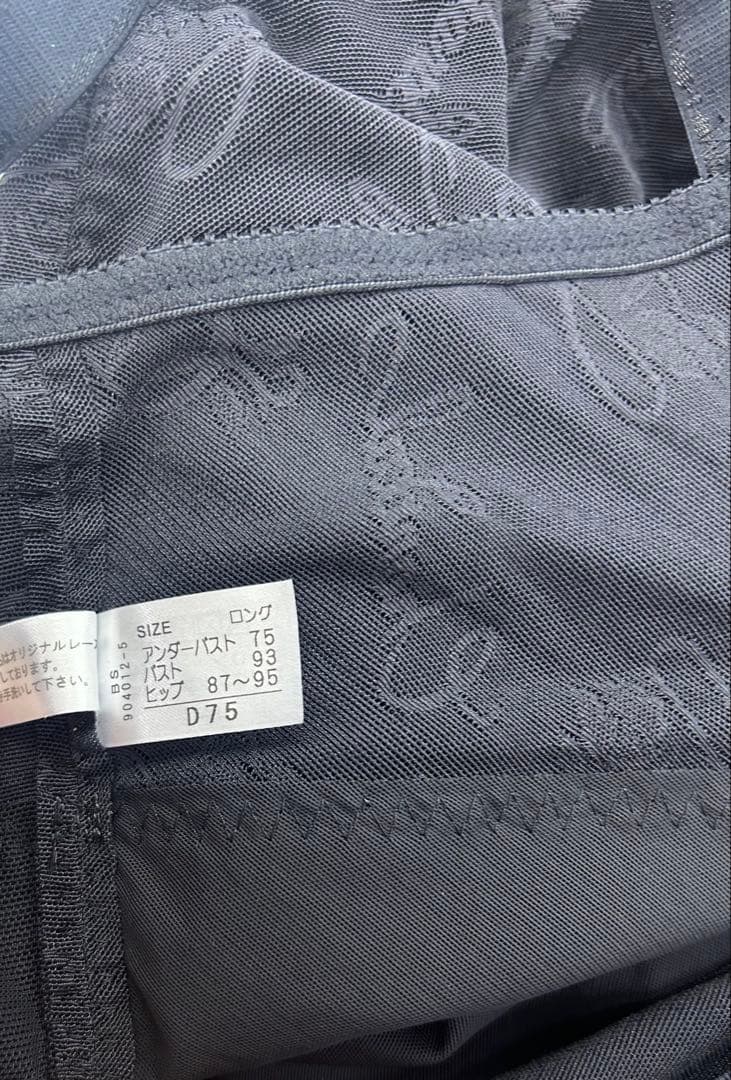 はオリジナルレー
しております。
手洗いして下さい。
BS
904012-5
SIZE ロング
アンダーバスト 75
バスト 93
ヒップ 87〜95
D75